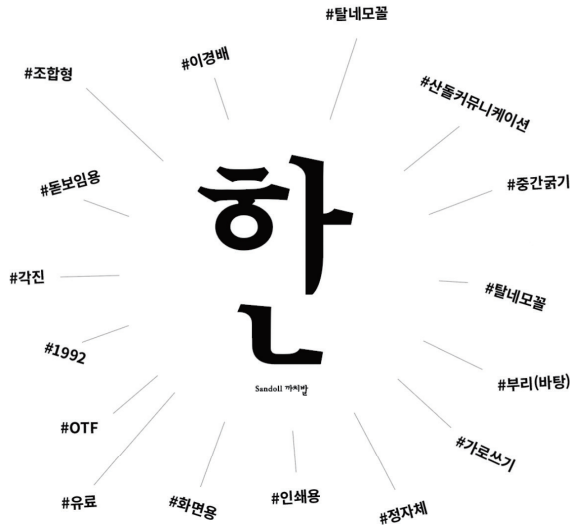 #탈네모꼴
#이경배
#조합형
#산돌커뮤니케이션
#돋보임용
#중간굵기
한
#각진
#탈네모꼴
#1992
#부리(바탕)
Sandoll 까치발
#OTF
#가로쓰기
#유료
#화면용
#인쇄용
#정자체